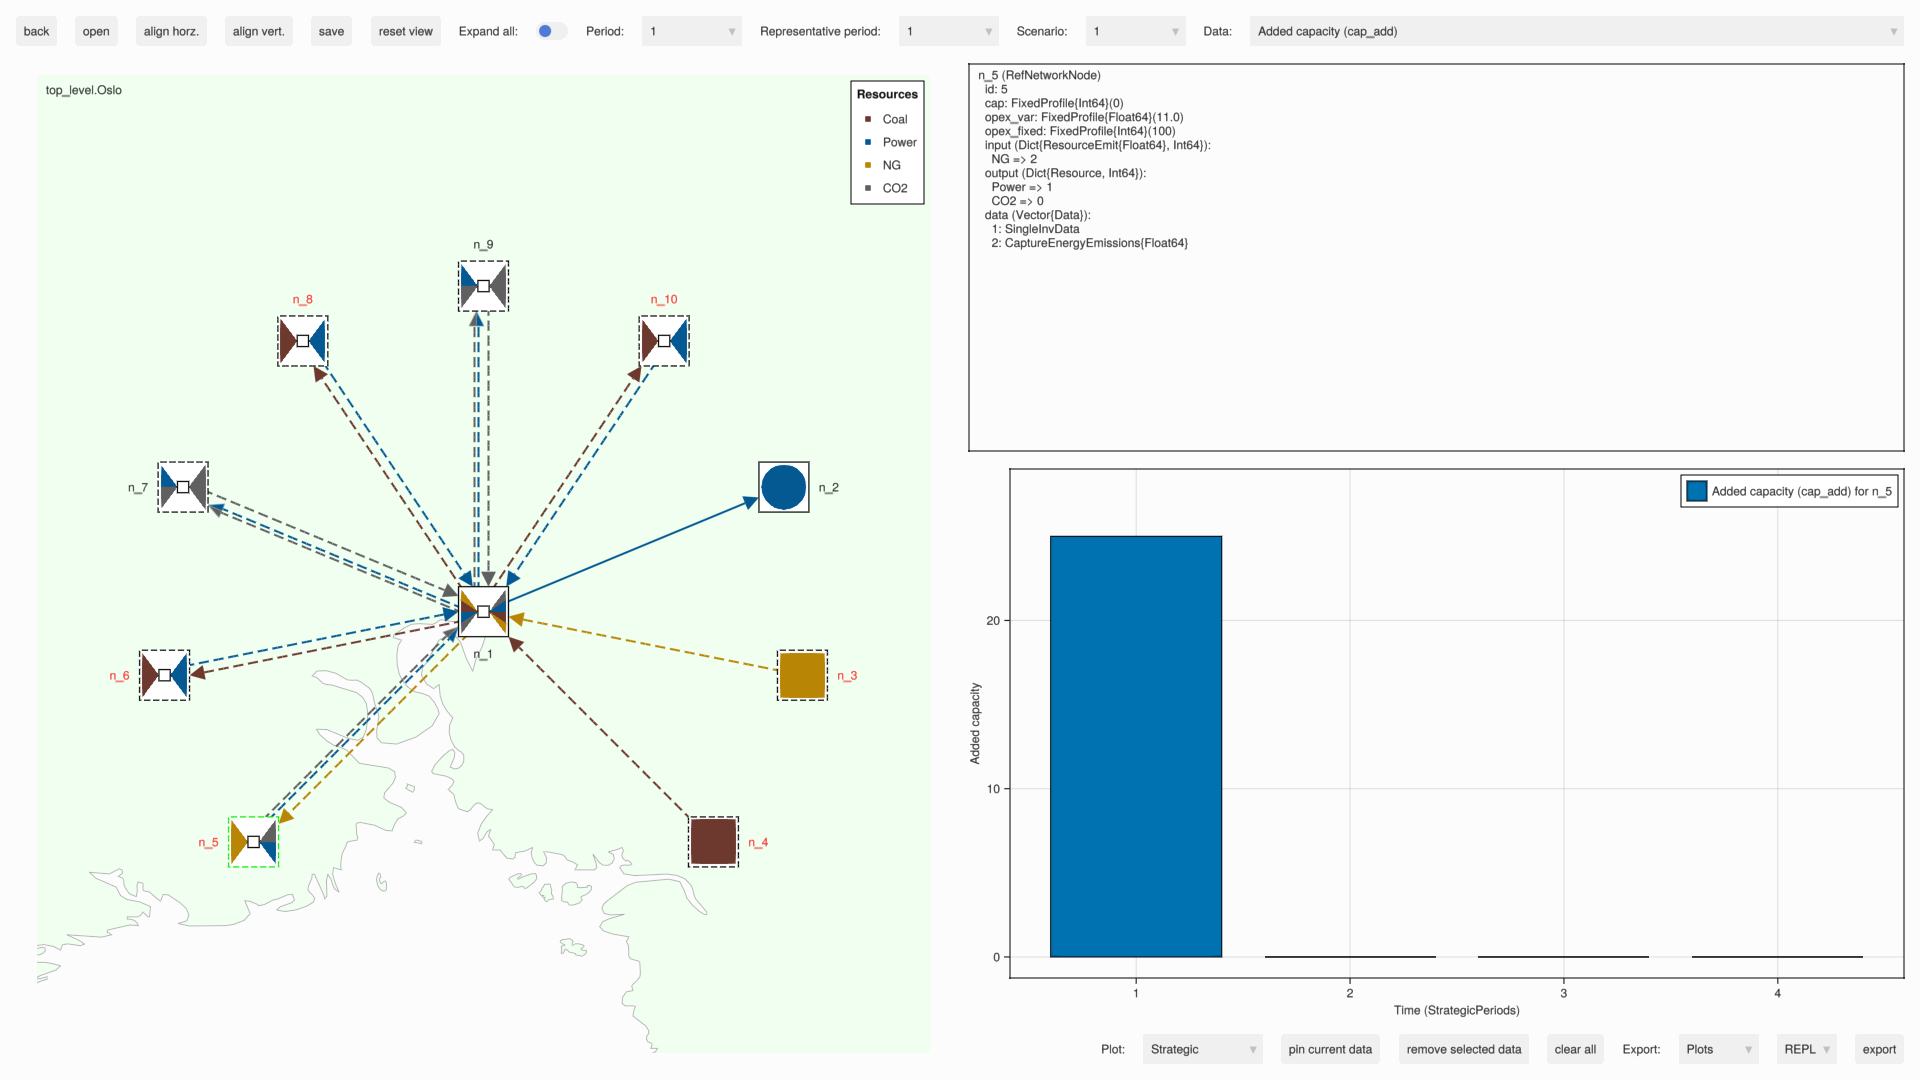 back open align horz. align vert. save reset view Expand all: Period: 1 Representative period: 1 Scenario: 1 Data: Added capacity (cap_add)
top_level.Oslo
Resources
Coal
Power
NG
CO2
n_9
n_8
n_10
n_7
n_2
n_1
n_6
n_3
n_5
n_4
n_5 (RefNetworkNode)
id: 5
cap: FixedProfile{Int64}(0)
opex_var: FixedProfile{Float64}(11.0)
opex_fixed: FixedProfile{Int64}(100)
input (Dict{ResourceEmit{Float64}, Int64}):
NG => 2
output (Dict{Resource, Int64}):
Power => 1
CO2 => 0
data (Vector{Data}):
1: SingleInvData
2: CaptureEnergyEmissions{Float64}
Added capacity (cap_add) for n_5
Added capacity
20
10
0
1 2 3 4
Time (StrategicPeriods)
Plot: Strategic pin current data remove selected data clear all Export: Plots REPL export